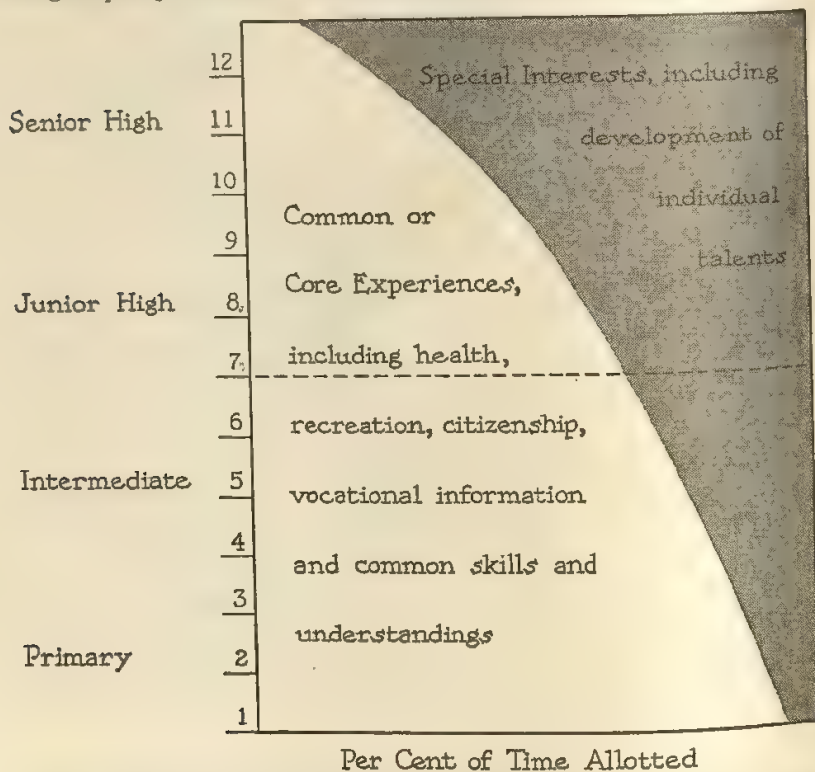 12
Special Interests, including
Senior High
11
development of
10
individual
Common or
talents
9
Core Experiences,
Junior High
8
including health,
7
6
recreation, citizenship,
Intermediate
5
vocational information
4
and common skills and
3
understandings
Primary
2
1
Per Cent of Time Allotted